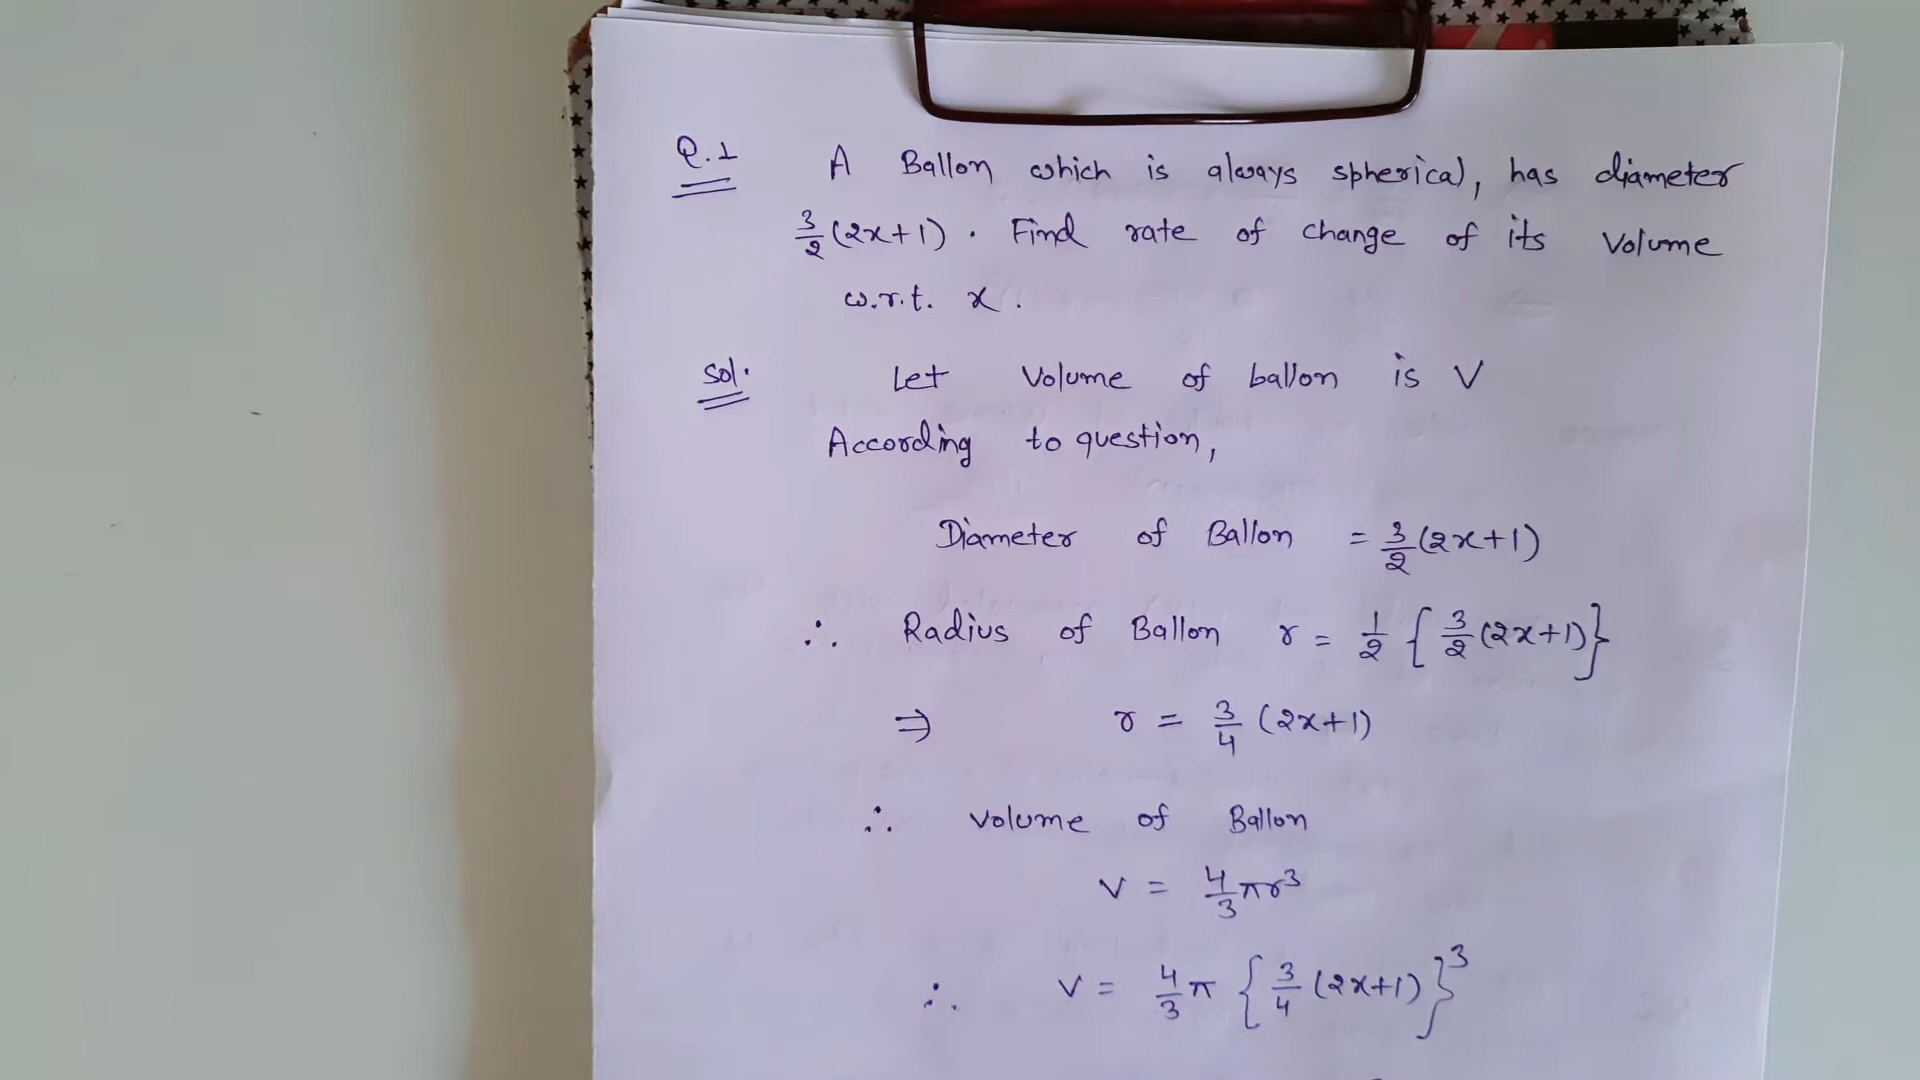 Q.1 A Ballon which is always spherical, has diameter
3/2 (2x+1). Find rate of change of its Volume
w.r.t. x.
Sol. Let Volume of ballon is V
According to question,
Diameter of Ballon = 3/2 (2x+1)
∴ Radius of Ballon r = 1/2 { 3/2 (2x+1)}
⇒ r = 3/4 (2x+1)
∴ volume of Ballon
V = 4/3 πr³
∴ V = 4/3 π { 3/4 (2x+1)}³